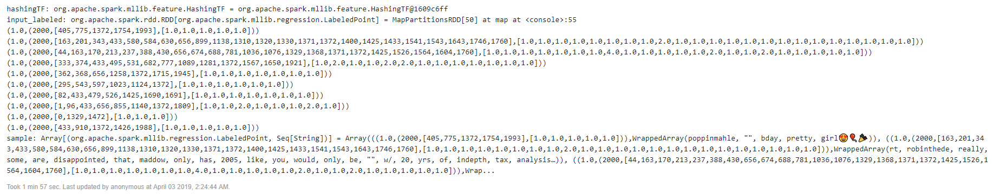 hashingTF: org.apache.spark.mllib.feature.HashingTF = org.apache.spark.mllib.feature.HashingTF@1609c6ff
input_labeled: org.apache.spark.rdd.RDD[org.apache.spark.mllib.regression.LabeledPoint] = MapPartitionsRDD[50] at map at <console>:55
(1.0,(2000,[405,775,1372,1754,1993],[1.0,1.0,1.0,1.0,1.0]))
(1.0,(2000,[163,201,343,433,580,584,630,656,899,1138,1310,1320,1330,1371,1372,1400,1425,1433,1541,1543,1643,1746,1760],[1.0,1.0,1.0,1.0,1.0,1.0,1.0,1.0,2.0,1.0,1.0,1.0,1.0,1.0,1.0,1.0,1.0,1.0,1.0,1.0,1.0,1.0,1.0]))
(1.0,(2000,[44,163,170,213,237,388,430,656,674,688,781,1036,1076,1329,1368,1371,1372,1425,1526,1564,1604,1760],[1.0,1.0,1.0,1.0,1.0,1.0,1.0,4.0,1.0,1.0,1.0,1.0,1.0,2.0,1.0,1.0,2.0,1.0,1.0,1.0,1.0,1.0]))
(1.0,(2000,[333,374,433,495,531,682,777,1089,1281,1372,1567,1650,1921],[1.0,2.0,1.0,1.0,2.0,2.0,1.0,1.0,1.0,1.0,1.0,1.0,1.0]))
(1.0,(2000,[362,368,656,1258,1372,1715,1945],[1.0,1.0,1.0,1.0,1.0,1.0,1.0]))
(1.0,(2000,[295,543,597,1023,1124,1372],[1.0,1.0,1.0,1.0,1.0,1.0]))
(1.0,(2000,[82,433,479,526,1425,1690,1691],[1.0,1.0,1.0,1.0,1.0,1.0,1.0]))
(1.0,(2000,[1,96,433,656,855,1140,1372,1809],[1.0,1.0,2.0,1.0,1.0,1.0,2.0,1.0]))
(1.0,(2000,[0,1329,1472],[1.0,1.0,1.0]))
(1.0,(2000,[433,910,1372,1426,1988],[1.0,1.0,1.0,1.0,1.0]))
sample: Array[(org.apache.spark.mllib.regression.LabeledPoint, Seq[String])] = Array(((1.0,(2000,[405,775,1372,1754,1993],[1.0,1.0,1.0,1.0,1.0])),WrappedArray(poppinmahle, "", bday, pretty, girl😍🎈🎉)), ((1.0,(2000,[163,201,34
3,433,580,584,630,656,899,1138,1310,1320,1330,1371,1372,1400,1425,1433,1541,1543,1643,1746,1760],[1.0,1.0,1.0,1.0,1.0,1.0,1.0,1.0,2.0,1.0,1.0,1.0,1.0,1.0,1.0,1.0,1.0,1.0,1.0,1.0,1.0,1.0,1.0])),WrappedArray(rt, robinthede, really,
some, are, disappointed, that, maddow, only, has, 2005, like, you, would, only, be, "", w/, 20, yrs, of, indepth, tax, analysis…)), ((1.0,(2000,[44,163,170,213,237,388,430,656,674,688,781,1036,1076,1329,1368,1371,1372,1425,1526,1
564,1604,1760],[1.0,1.0,1.0,1.0,1.0,1.0,1.0,4.0,1.0,1.0,1.0,1.0,1.0,2.0,1.0,1.0,2.0,1.0,1.0,1.0,1.0,1.0])),Wrap...
Took 1 min 57 sec. Last updated by anonymous at April 03 2019, 2:24:44 AM.